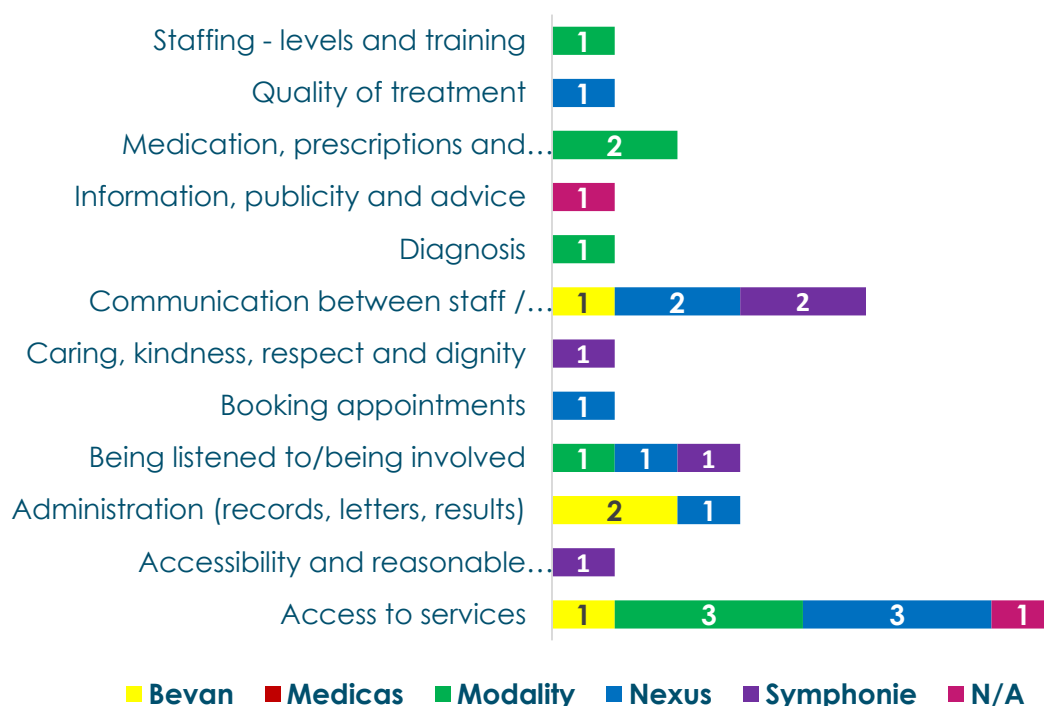 Staffing - levels and training 1
Quality of treatment 1
Medication, prescriptions and... 2
Information, publicity and advice 1
Diagnosis 1
Communication between staff /... 1 2 2
Caring, kindness, respect and dignity 1
Booking appointments 1
Being listened to/being involved 1 1 1
Administration (records, letters, results) 2 1
Accessibility and reasonable... 1
Access to services 1 3 3 1
Bevan Medicas Modality Nexus Symphonie N/A